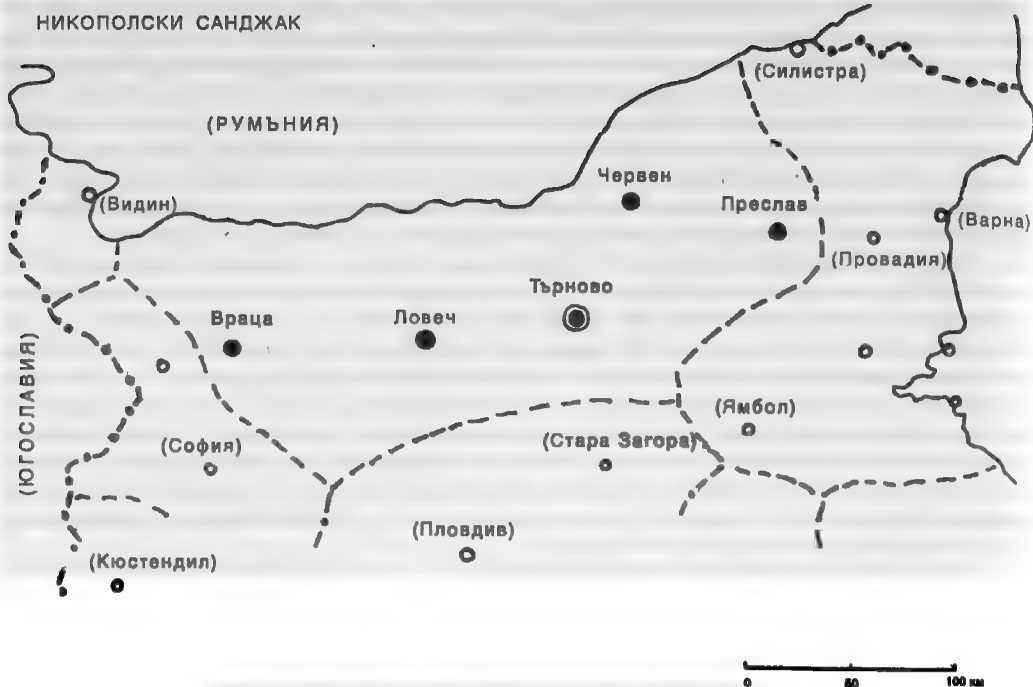 НИКОПОЛСКИ САНДЖАК
(Силистра)
(РУМЪНИЯ)
Червен
(Видин)
Преслав
(Варна)
(Провадия)
Търново
Враца
Ловеч
(ЮГОСЛАВИЯ)
(Ямбол)
(София)
(Стара Загора)
(Пловдив)
(Кюстендил)
0 50 100 км